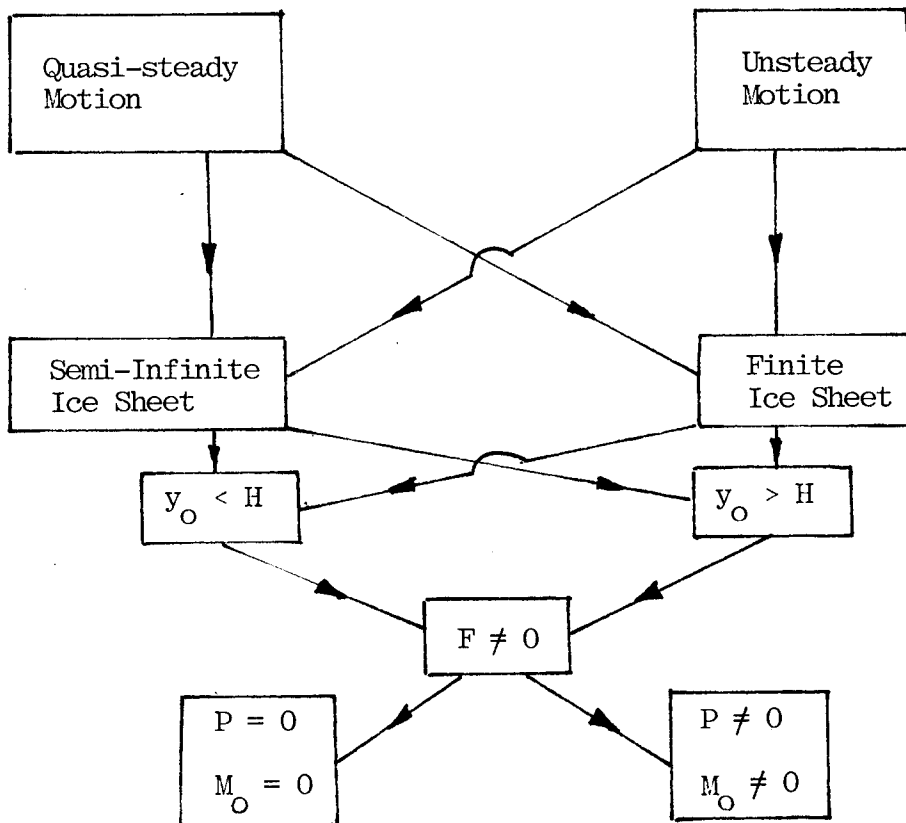 Quasi-steady
Motion
Unsteady
Motion
Semi-Infinite
Ice Sheet
Finite
Ice Sheet
y_o < H
y_o > H
F ≠ 0
P = 0
M_o = 0
P ≠ 0
M_o ≠ 0